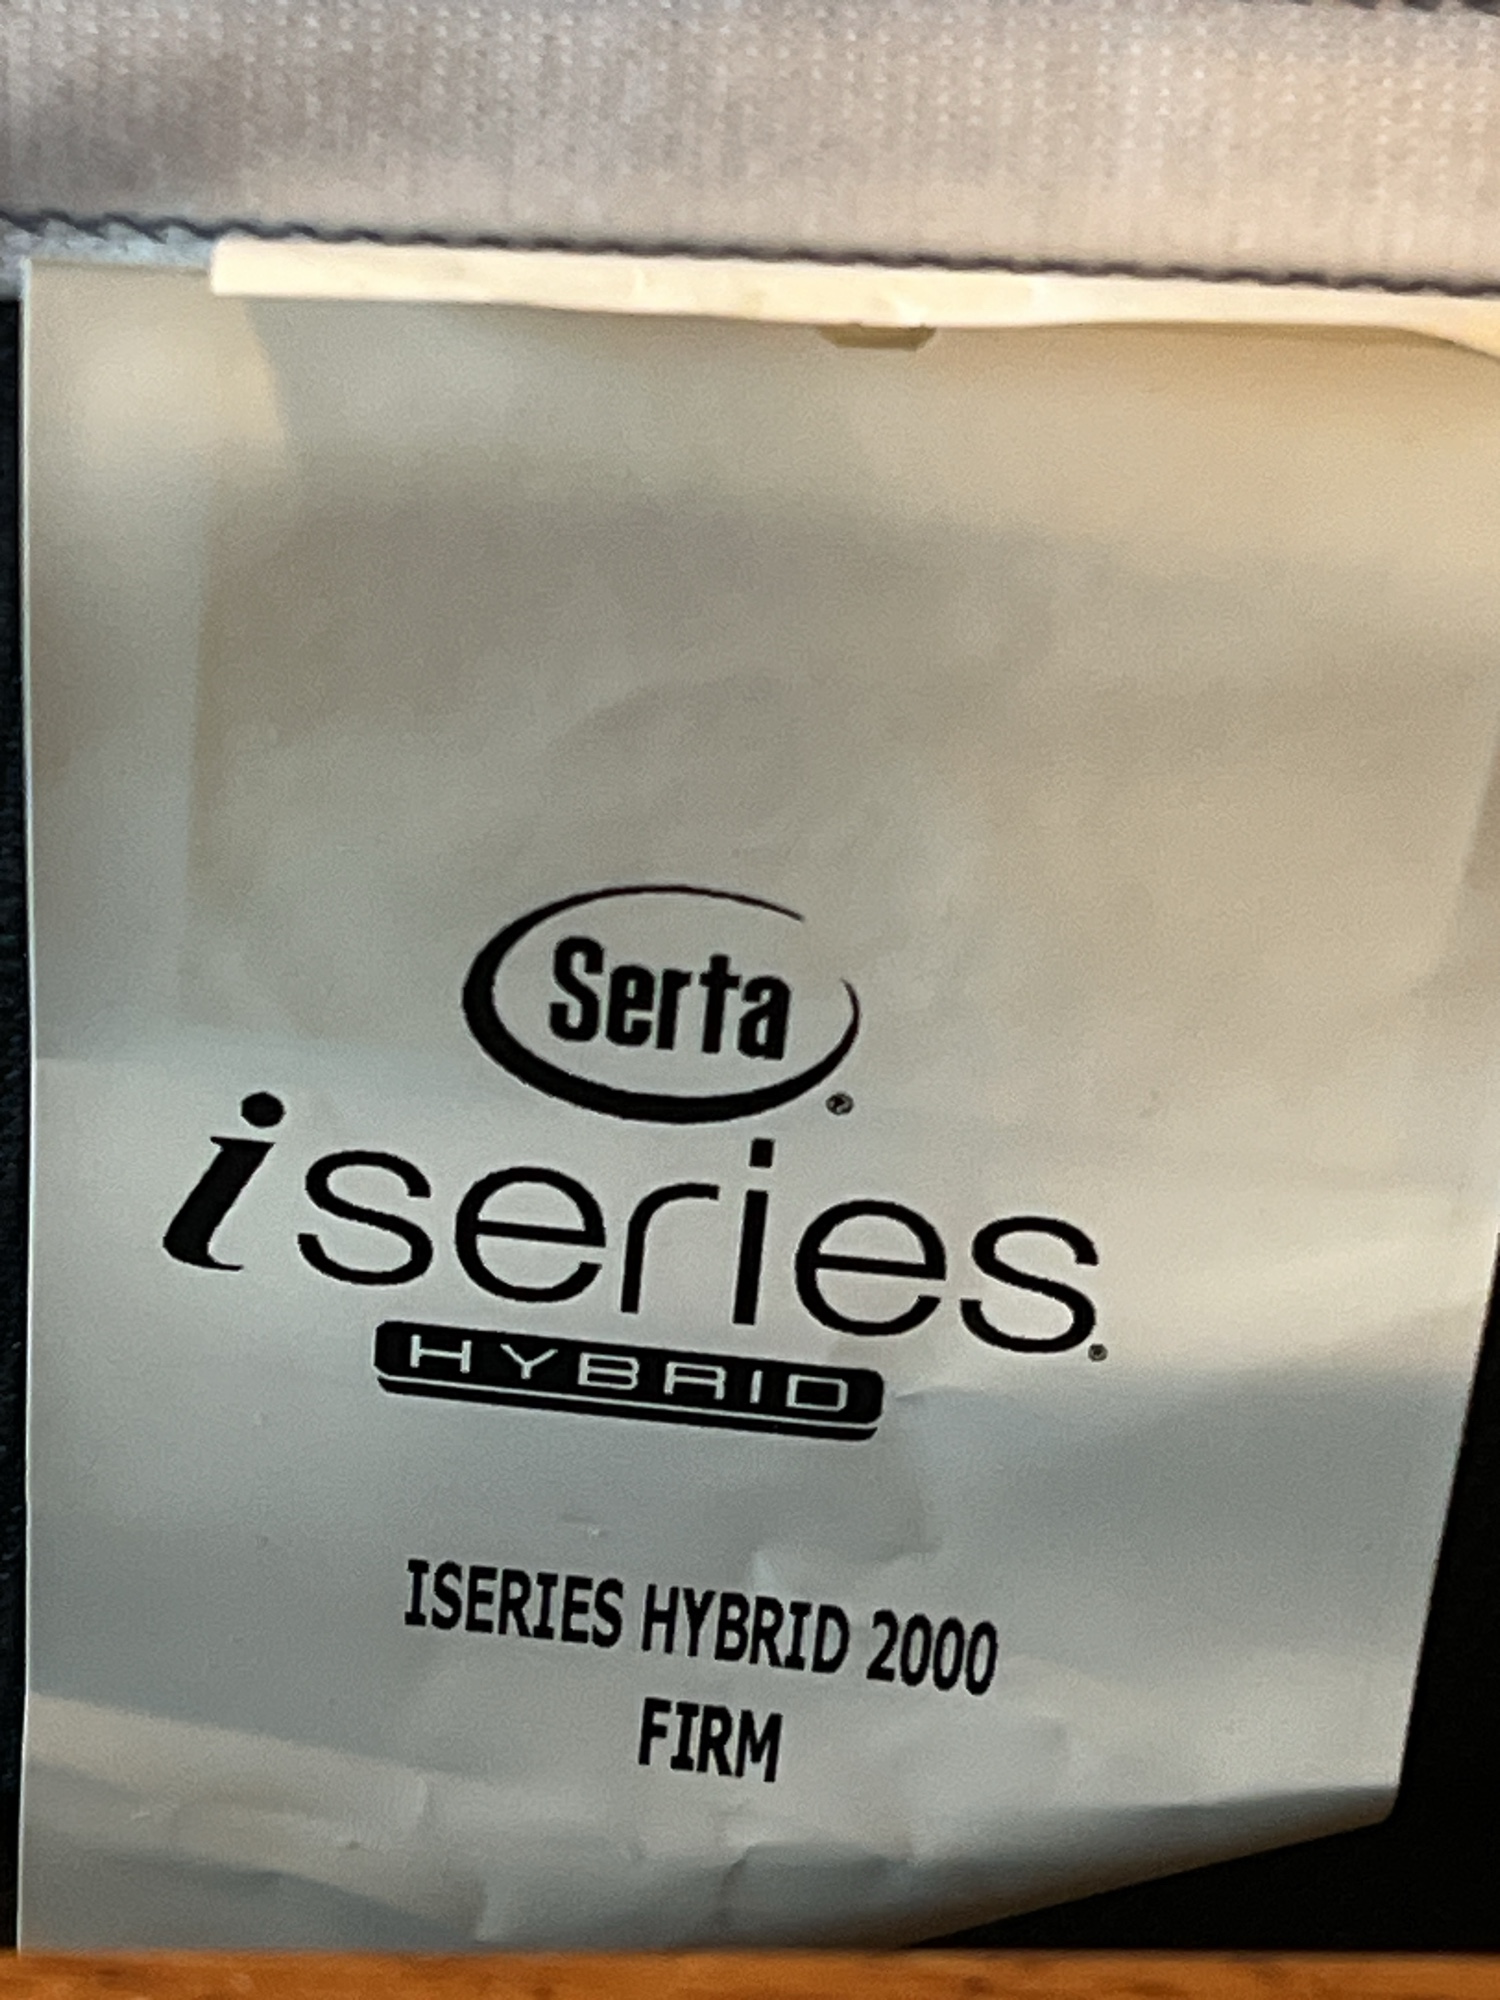 Serta®
iseries®
HYBRID
ISERIES HYBRID 2000
FIRM